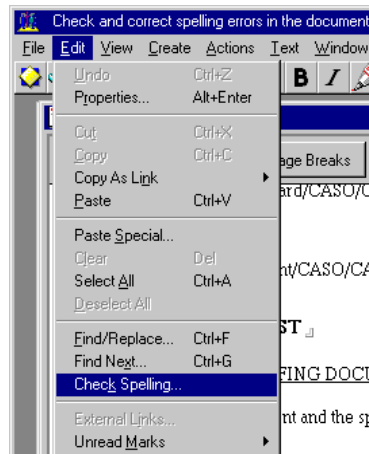 Check and correct spelling errors in the document
File Edit View Create Actions Text Window
B I
Undo Ctrl+Z
Properties... Alt+Enter
Cut Ctrl+X
Copy Ctrl+C
age Breaks
Copy As Link
ard/CASO/C
Paste Ctrl+V
Paste Special...
Clear Del
nt/CASO/CA
Select All Ctrl+A
Deselect All
ST
Find/Replace... Ctrl+F
Find Next... Ctrl+G
FING DOCU
Check Spelling...
External Links...
nt and the sp
Unread Marks